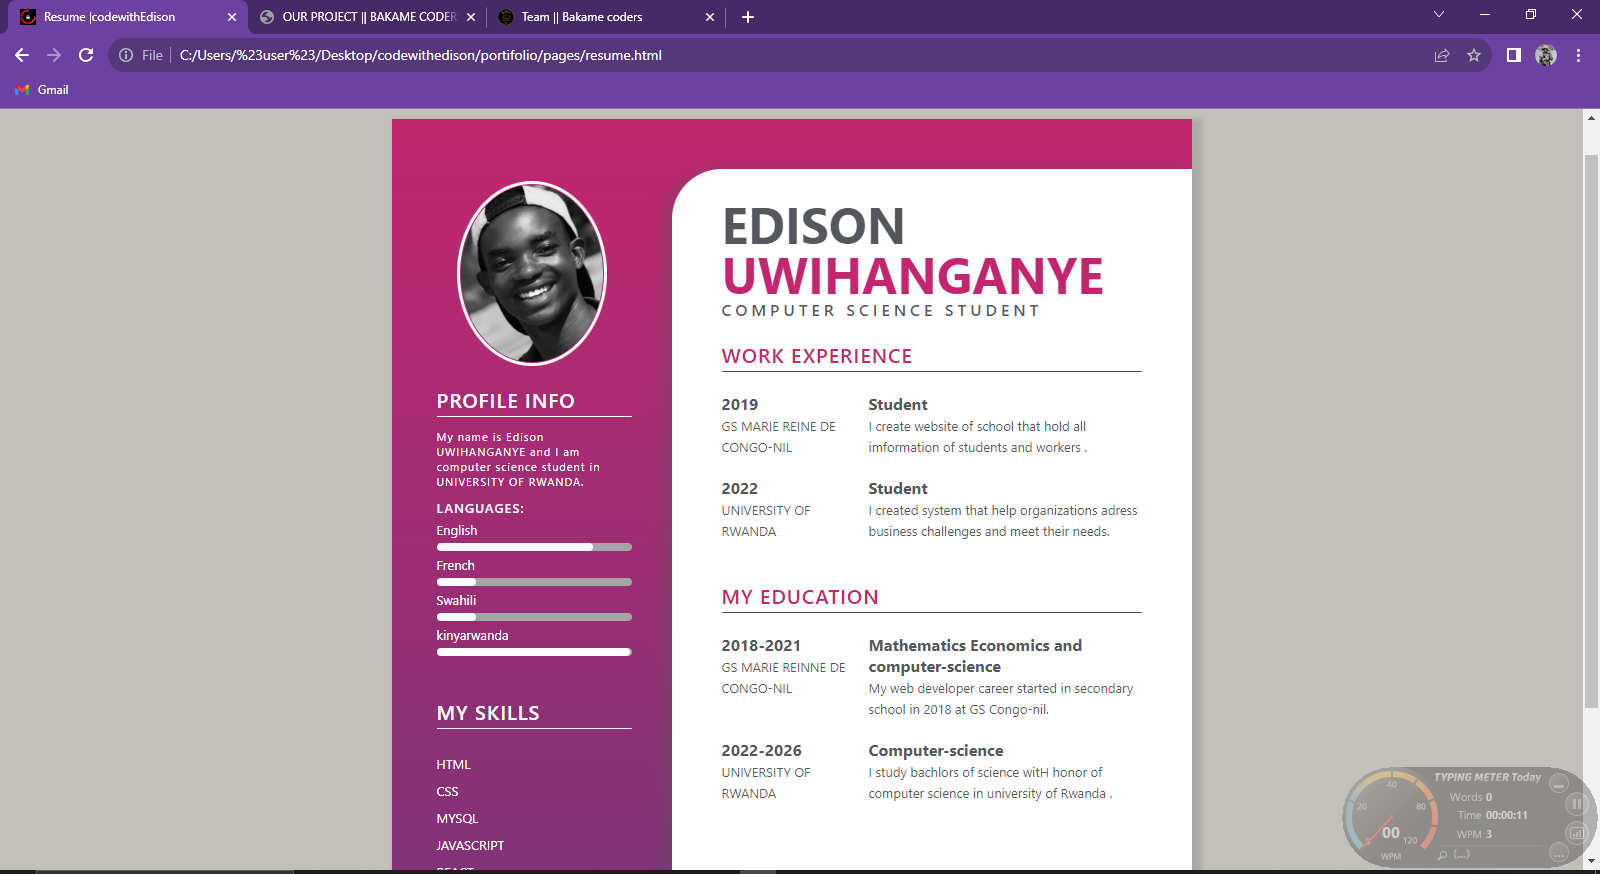 Resume |codewithEdison
OUR PROJECT || BAKAME CODER
Team || Bakame coders
File
C:/Users/%23user%23/Desktop/codewithedison/portifolio/pages/resume.html
Gmail
EDISON
UWIHANGANYE
COMPUTER SCIENCE STUDENT
PROFILE INFO
My name is Edison
UWIHANGANYE and I am
computer science student in
UNIVERSITY OF RWANDA.
LANGUAGES:
English
French
Swahili
kinyarwanda
MY SKILLS
HTML
CSS
MYSQL
JAVASCRIPT
REACT
WORK EXPERIENCE
2019
GS MARIE REINE DE
CONGO-NIL
Student
I create website of school that hold all
imformation of students and workers .
2022
UNIVERSITY OF
RWANDA
Student
I created system that help organizations adress
business challenges and meet their needs.
MY EDUCATION
2018-2021
GS MARIE REINNE DE
CONGO-NIL
Mathematics Economics and
computer-science
My web developer career started in secondary
school in 2018 at GS Congo-nil.
2022-2026
UNIVERSITY OF
RWANDA
Computer-science
I study bachlors of science witH honor of
computer science in university of Rwanda .
TYPING METER Today
Words 0
Time 00:00:11
WPM 3
(...)
0
20
40
80
120
00
WPM